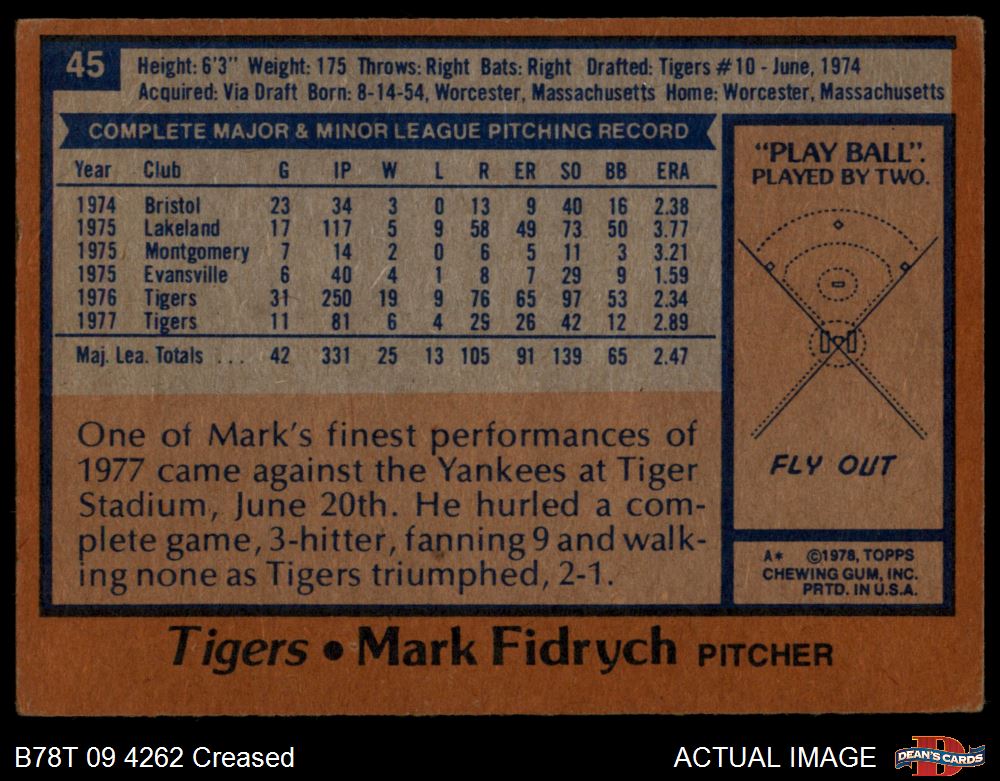 45
Height: 6'3" Weight: 175 Throws: Right Bats: Right Drafted: Tigers #10 - June, 1974
Acquired: Via Draft Born: 8-14-54, Worcester, Massachusetts Home: Worcester, Massachusetts
COMPLETE MAJOR & MINOR LEAGUE PITCHING RECORD
Year Club G IP W L R ER SO BB ERA
1974 Bristol 23 34 3 0 13 9 40 16 2.38
1975 Lakeland 17 117 5 9 58 49 73 50 3.77
1975 Montgomery 7 14 2 0 6 5 11 3 3.21
1975 Evansville 6 40 4 1 8 7 29 9 1.59
1976 Tigers 31 250 19 9 76 65 97 53 2.34
1977 Tigers 11 81 6 4 29 26 42 12 2.89
Maj. Lea. Totals ... 42 331 25 13 105 91 139 65 2.47
One of Mark's finest performances of
1977 came against the Yankees at Tiger
Stadium, June 20th. He hurled a com-
plete game, 3-hitter, fanning 9 and walk-
ing none as Tigers triumphed, 2-1.
"PLAY BALL".
PLAYED BY TWO.
FLY OUT
A* ©1978, TOPPS
CHEWING GUM, INC.
PRTD. IN U.S.A.
Tigers • Mark Fidrych PITCHER
B78T 09 4262 Creased
ACTUAL IMAGE
D
DEAN'S CARDS